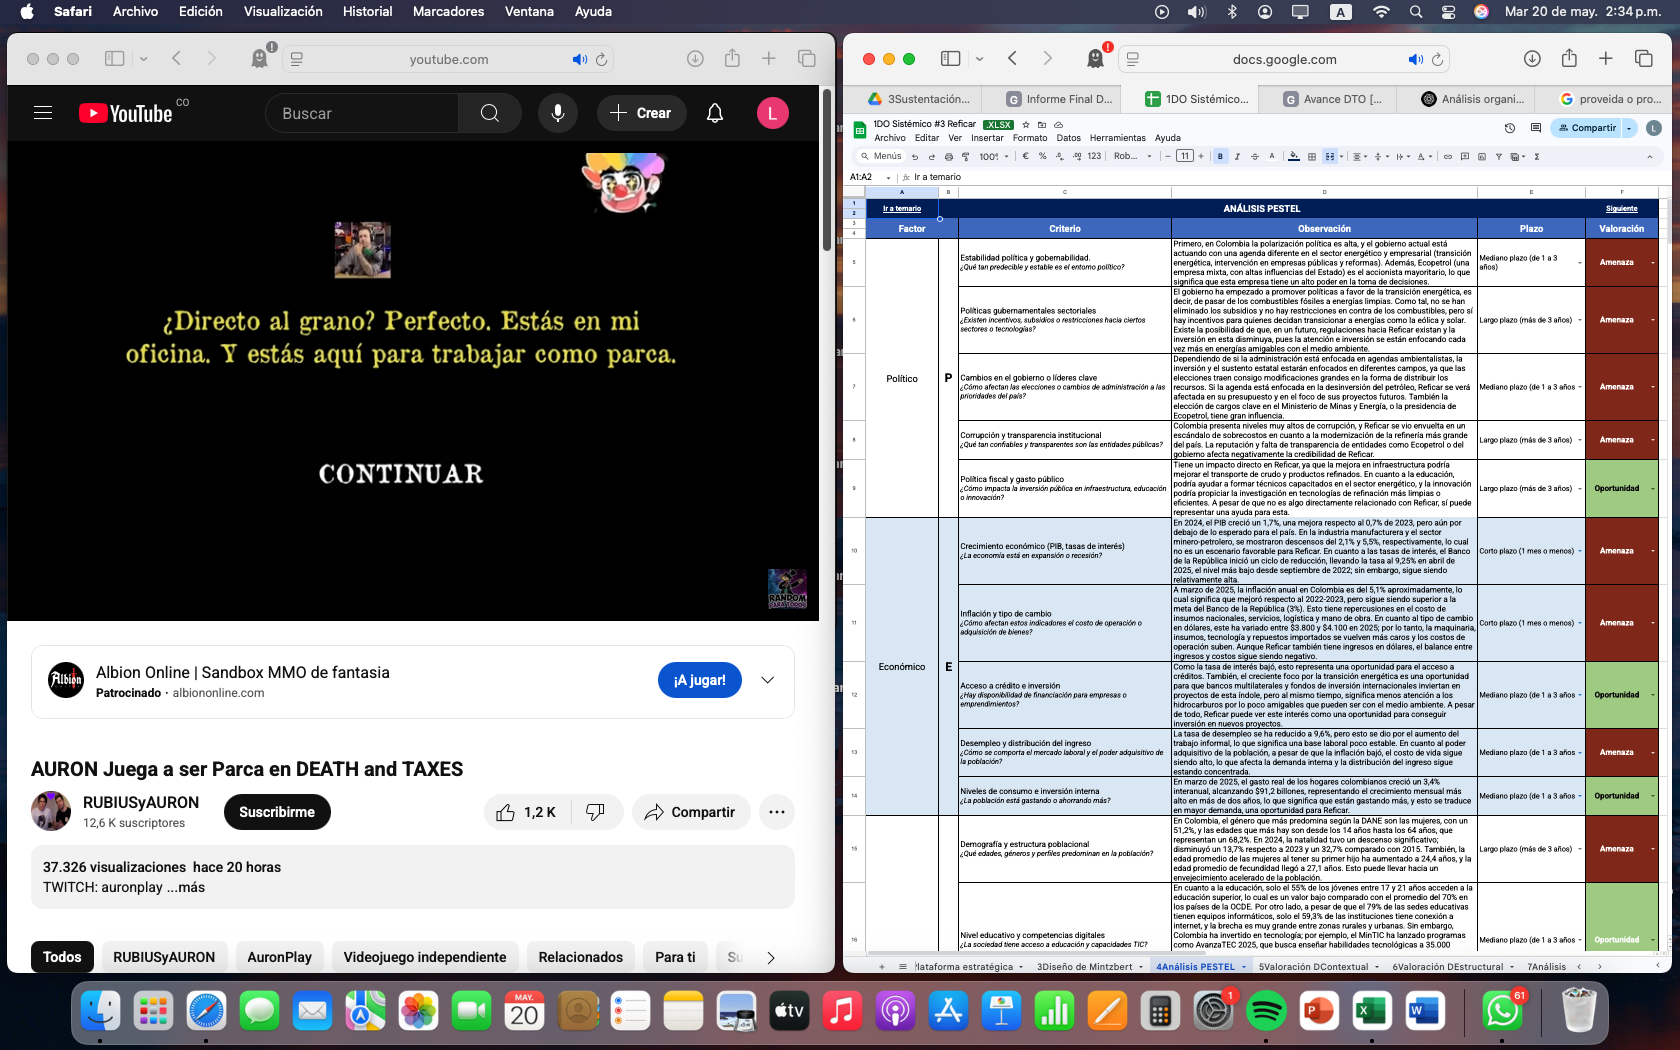 Safari Archivo Edición Visualización Historial Marcadores Ventana Ayuda
A Mar 20 de may. 2:34 p.m.
youtube.com
YouTube CO
Buscar
Crear
L
¿Directo al grano? Perfecto. Estás en mi
oficina. Y estás aquí para trabajar como parca.
CONTINUAR
RANDOM
PARA TODOS
Albion
Albion Online | Sandbox MMO de fantasia
Patrocinado · albiononline.com
¡A jugar!
AURON Juega a ser Parca en DEATH and TAXES
RUBIUSyAURON
12,6 K suscriptores
Suscribirme
1,2 K
Compartir
37.326 visualizaciones hace 20 horas
TWITCH: auronplay ...más
Todos RUBIUSyAURON AuronPlay Videojuego independiente Relacionados Para ti Su
docs.google.com
3Sustentación... Informe Final D... 1DO Sistémico... Avance DTO [... Análisis organi... proveida o pro...
1DO Sistémico #3 Reficar .XLSX
Archivo Editar Ver Insertar Formato Datos Herramientas Ayuda
Compartir
L
Menús 100% € % 123 Rob... 11 B I
A1:A2 fx Ir a temario
A B C D E F
1 Ir a temario ANÁLISIS PESTEL Siguiente
2
3 Factor Criterio Observación Plazo Valoración
4
Político
P
5
Estabilidad política y gobernabilidad.
¿Qué tan predecible y estable es el entorno político?
Primero, en Colombia la polarización política es alta, y el gobierno actual está
actuando con una agenda diferente en el sector energético y empresarial (transición
energética, intervención en empresas públicas y reformas). Además, Ecopetrol (una
empresa mixta, con altas influencias del Estado) es el accionista mayoritario, lo que
significa que esta empresa tiene un alto poder en la toma de decisiones.
Mediano plazo (de 1 a 3
años)
Amenaza
6
Políticas gubernamentales sectoriales
¿Existen incentivos, subsidios o restricciones hacia ciertos
sectores o tecnologías?
El gobierno ha empezado a promover políticas a favor de la transición energética, es
decir, de pasar de los combustibles fósiles a energías limpias. Como tal, no se han
eliminado los subsidios y no hay restricciones en contra de los combustibles, pero sí
hay incentivos para quienes decidan transicionar a energías como la eólica y solar.
Existe la posibilidad de que, en un futuro, regulaciones hacia Reficar existan y la
inversión en esta disminuya, pues la atención e inversión se están enfocando cada
vez más en energías amigables con el medio ambiente.
Largo plazo (más de 3 años)
Amenaza
7
Cambios en el gobierno o líderes clave
¿Cómo afectan las elecciones o cambios de administración a las
prioridades del país?
Dependiendo de si la administración está enfocada en agendas ambientalistas, la
inversión y el sustento estatal estarán enfocados en diferentes campos, ya que las
elecciones traen consigo modificaciones grandes en la forma de distribuir los
recursos. Si la agenda está enfocada en la desinversión del petróleo, Reficar se verá
afectada en su presupuesto y en el foco de sus proyectos futuros. También la
elección de cargos clave en el Ministerio de Minas y Energía, o la presidencia de
Ecopetrol, tiene gran influencia.
Mediano plazo (de 1 a 3 años
Amenaza
8
Corrupción y transparencia institucional
¿Qué tan confiables y transparentes son las entidades públicas?
Colombia presenta niveles muy altos de corrupción, y Reficar se vio envuelta en un
escándalo de sobrecostos en cuanto a la modernización de la refinería más grande
del país. La reputación y falta de transparencia de entidades como Ecopetrol o del
gobierno afecta negativamente la credibilidad de Reficar.
Largo plazo (más de 3 años)
Amenaza
9
Política fiscal y gasto público
¿Cómo impacta la inversión pública en infraestructura, educación
o innovación?
Tiene un impacto directo en Reficar, ya que la mejora en infraestructura podría
mejorar el transporte de crudo y productos refinados. En cuanto a la educación,
podría ayudar a formar técnicos capacitados en el sector energético, y la innovación
podría propiciar la investigación en tecnologías de refinación más limpias o
eficientes. A pesar de que no es algo directamente relacionado con Reficar, sí puede
representar una ayuda para esta.
Largo plazo (más de 3 años)
Oportunidad
Económico
E
10
Crecimiento económico (PIB, tasas de interés)
¿La economía está en expansión o recesión?
En 2024, el PIB creció un 1,7%, una mejora respecto al 0,7% de 2023, pero aún por
debajo de lo esperado para el país. En la industria manufacturera y el sector
minero-petrolero, se mostraron descensos del 2,1% y 5,5%, respectivamente, lo cual
no es un escenario favorable para Reficar. En cuanto a las tasas de interés, el Banco
de la República inició un ciclo de reducción, llevando la tasa al 9,25% en abril de
2025, el nivel más bajo desde septiembre de 2022; sin embargo, sigue siendo
relativamente alta.
Corto plazo (1 mes o menos)
Amenaza
11
Inflación y tipo de cambio
¿Cómo afectan estos indicadores el costo de operación o
adquisición de bienes?
A marzo de 2025, la inflación anual en Colombia es del 5,1% aproximadamente, lo
cual significa que mejoró respecto al 2022-2023, pero sigue siendo superior a la
meta del Banco de la República (3%). Esto tiene repercusiones en el costo de
insumos nacionales, servicios, logística y mano de obra. En cuanto al tipo de cambio
en dólares, este ha variado entre $3.800 y $4.100 en 2025; por lo tanto, la maquinaria,
insumos, tecnología y repuestos importados se vuelven más caros y los costos de
operación suben. Aunque Reficar también tiene ingresos en dólares, el balance entre
ingresos y costos sigue siendo negativo.
Corto plazo (1 mes o menos)
Amenaza
12
Acceso a crédito e inversión
¿Hay disponibilidad de financiación para empresas o
emprendimientos?
Como la tasa de interés bajó, esto representa una oportunidad para el acceso a
créditos. También, el creciente foco por la transición energética es una oportunidad
para que bancos multilaterales y fondos de inversión internacionales inviertan en
proyectos de esta índole, pero al mismo tiempo, significa menos atención a los
hidrocarburos por lo poco amigables que pueden ser con el medio ambiente. A pesar
de todo, Reficar puede ver este interés como una oportunidad para conseguir
inversión en nuevos proyectos.
Mediano plazo (de 1 a 3 años
Oportunidad
13
Desempleo y distribución del ingreso
¿Cómo se comporta el mercado laboral y el poder adquisitivo de
la población?
La tasa de desempleo se ha reducido a 9,6%, pero esto se dio por el aumento del
trabajo informal, lo que significa una base laboral poco estable. En cuanto al poder
adquisitivo de la población, a pesar de que la inflación bajó, el costo de vida sigue
siendo alto, lo que afecta la demanda interna y la distribución del ingreso sigue
estando concentrada.
Mediano plazo (de 1 a 3 años
Amenaza
14
Niveles de consumo e inversión interna
¿La población está gastando o ahorrando más?
En marzo de 2025, el gasto real de los hogares colombianos creció un 3,4%
interanual, alcanzando $91,2 billones, representando el crecimiento mensual más
alto en más de dos años, lo que significa que están gastando más, y esto se traduce
en mayor demanda, una oportunidad para Reficar.
Mediano plazo (de 1 a 3 años
Oportunidad
15
Demografía y estructura poblacional
¿Qué edades, géneros y perfiles predominan en la población?
En Colombia, el género que más predomina según la DANE son las mujeres, con un
51,2%, y las edades que más hay son desde los 14 años hasta los 64 años, que
representan un 68,2%. En 2024, la natalidad tuvo un descenso significativo;
disminuyó un 13,7% respecto a 2023 y un 32,7% comparado con 2015. También, la
edad promedio de las mujeres al tener su primer hijo ha aumentado a 24,4 años, y la
edad promedio de fecundidad llegó a 27,1 años. Esto puede llevar hacia un
envejecimiento acelerado de la población.
Largo plazo (más de 3 años)
Amenaza
16
Nivel educativo y competencias digitales
¿La sociedad tiene acceso a educación y capacidades TIC?
En cuanto a la educación, solo el 55% de los jóvenes entre 17 y 21 años acceden a la
educación superior, lo cual es un valor bajo comparado con el promedio del 70% en
los países de la OCDE. Por otro lado, a pesar de que el 79% de las sedes educativas
tienen equipos informáticos, solo el 59,3% de las instituciones tiene conexión a
internet, y la brecha es muy grande entre zonas rurales y urbanas. Sin embargo,
Colombia ha invertido en tecnología; por ejemplo, el MinTIC ha lanzado programas
como AvanzaTEC 2025, que busca enseñar habilidades tecnológicas a 35.000
Mediano plazo (de 1 a 3 años
Oportunidad
lataforma estratégica 3Diseño de Mintzbert 4Análisis PESTEL 5Valoración DContextual 6Valoración DEstructural 7Análisis
MAY.
20
tv
1
61